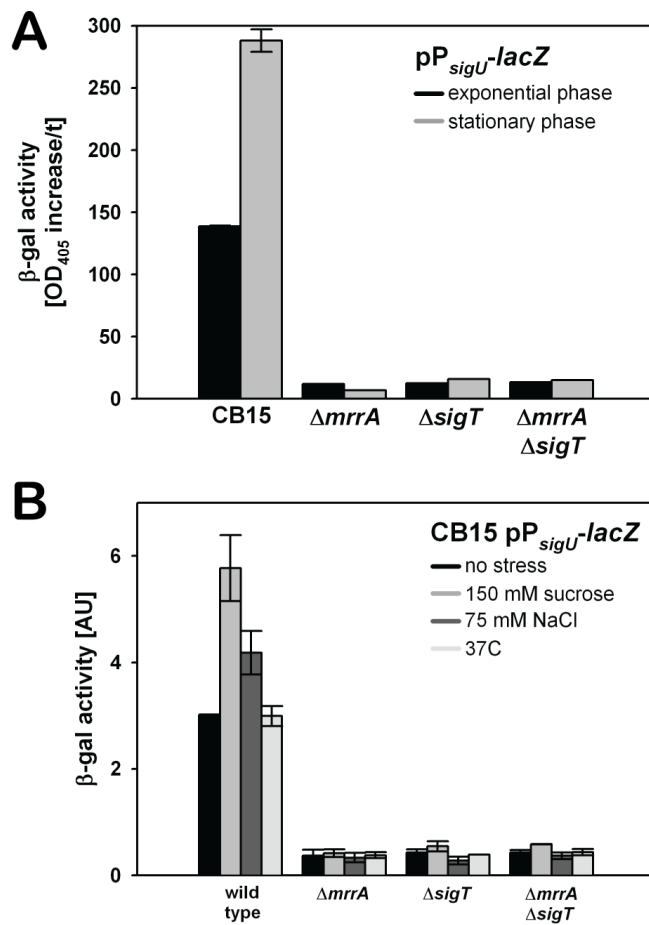 A
300
250
200
150
100
50
0
β-gal activity
[OD405 increase/t]
pPsigU-lacZ
exponential phase
stationary phase
CB15
ΔmrrA
ΔsigT
ΔmrrA
ΔsigT
B
6
4
2
0
β-gal activity [AU]
CB15 pPsigU-lacZ
no stress
150 mM sucrose
75 mM NaCl
37C
wild
type
ΔmrrA
ΔsigT
ΔmrrA
ΔsigT